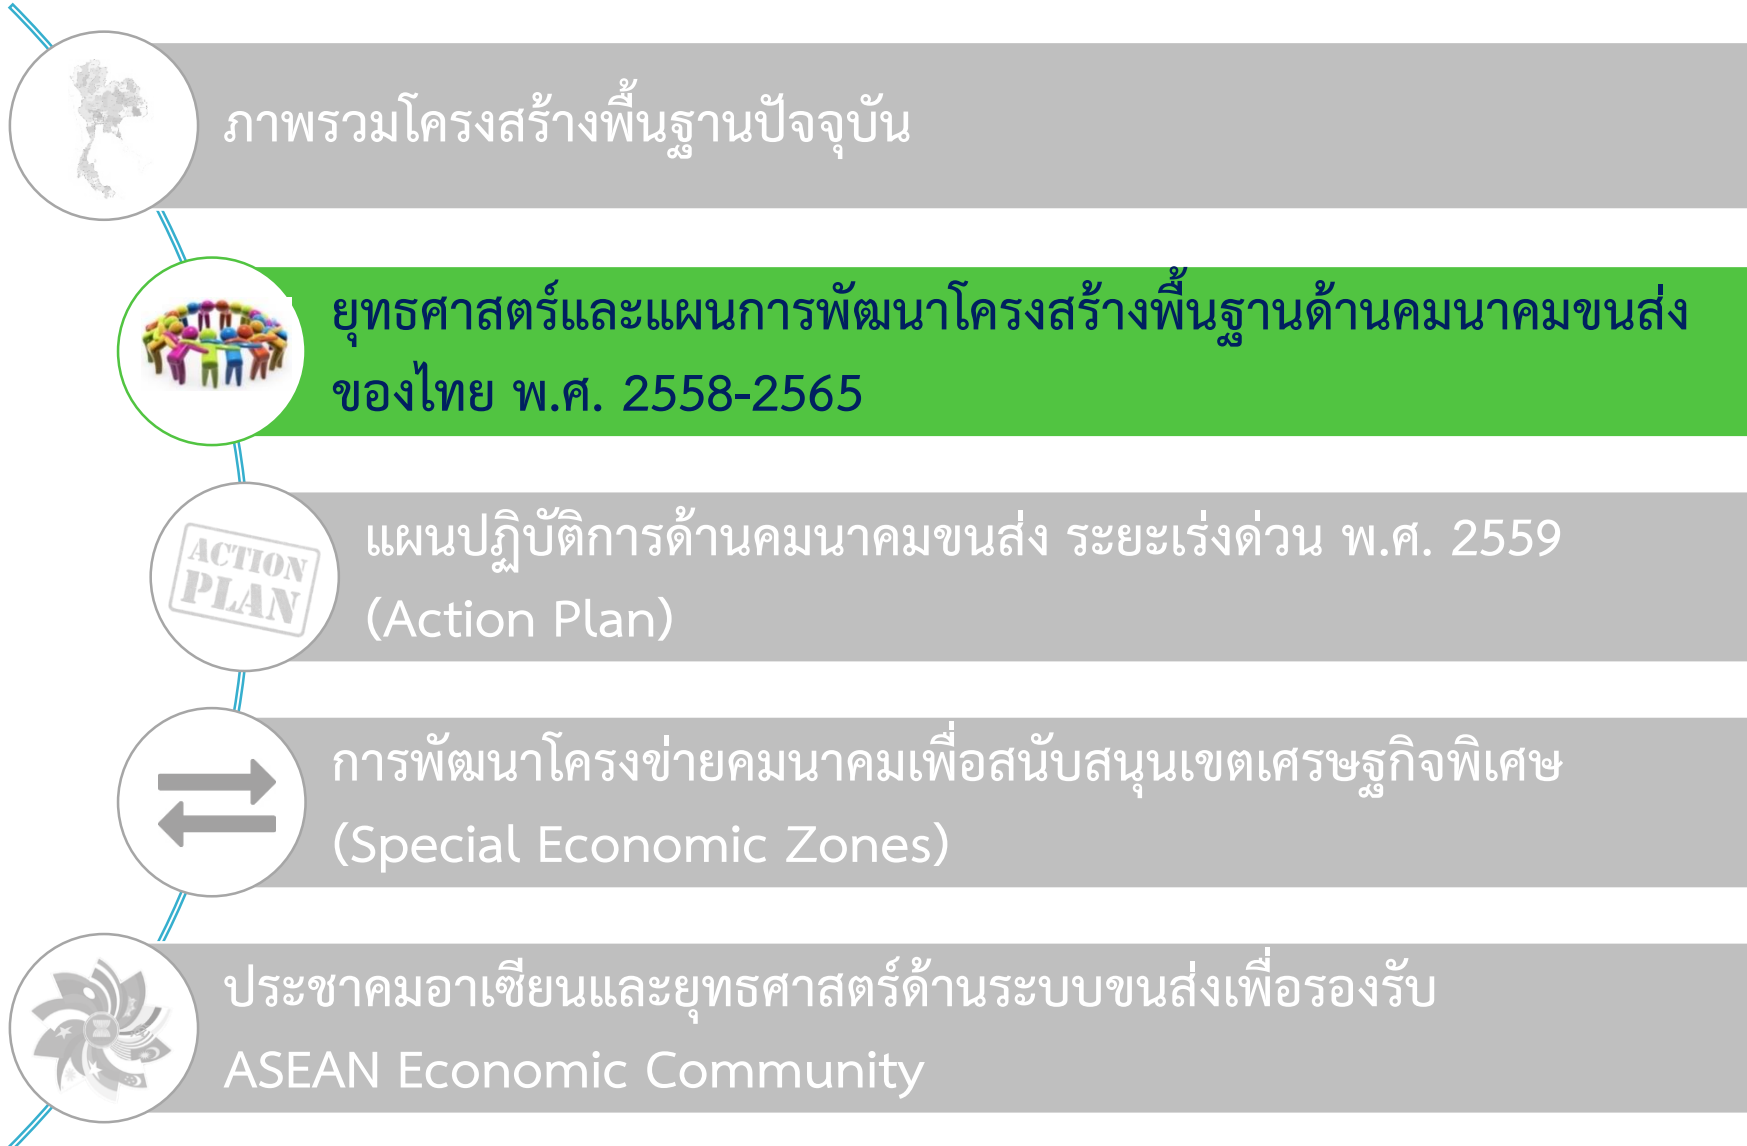 ภาพรวมโครงสร้างพื้นฐานปัจจุบัน
ยุทธศาสตร์และแผนการพัฒนาโครงสร้างพื้นฐานด้านคมนาคมขนส่ง
ของไทย พ.ศ. 2558-2565
ACTION
PLAN
แผนปฏิบัติการด้านคมนาคมขนส่ง ระยะเร่งด่วน พ.ศ. 2559
(Action Plan)
การพัฒนาโครงข่ายคมนาคมเพื่อสนับสนุนเขตเศรษฐกิจพิเศษ
(Special Economic Zones)
ประชาคมอาเซียนและยุทธศาสตร์ด้านระบบขนส่งเพื่อรองรับ
ASEAN Economic Community